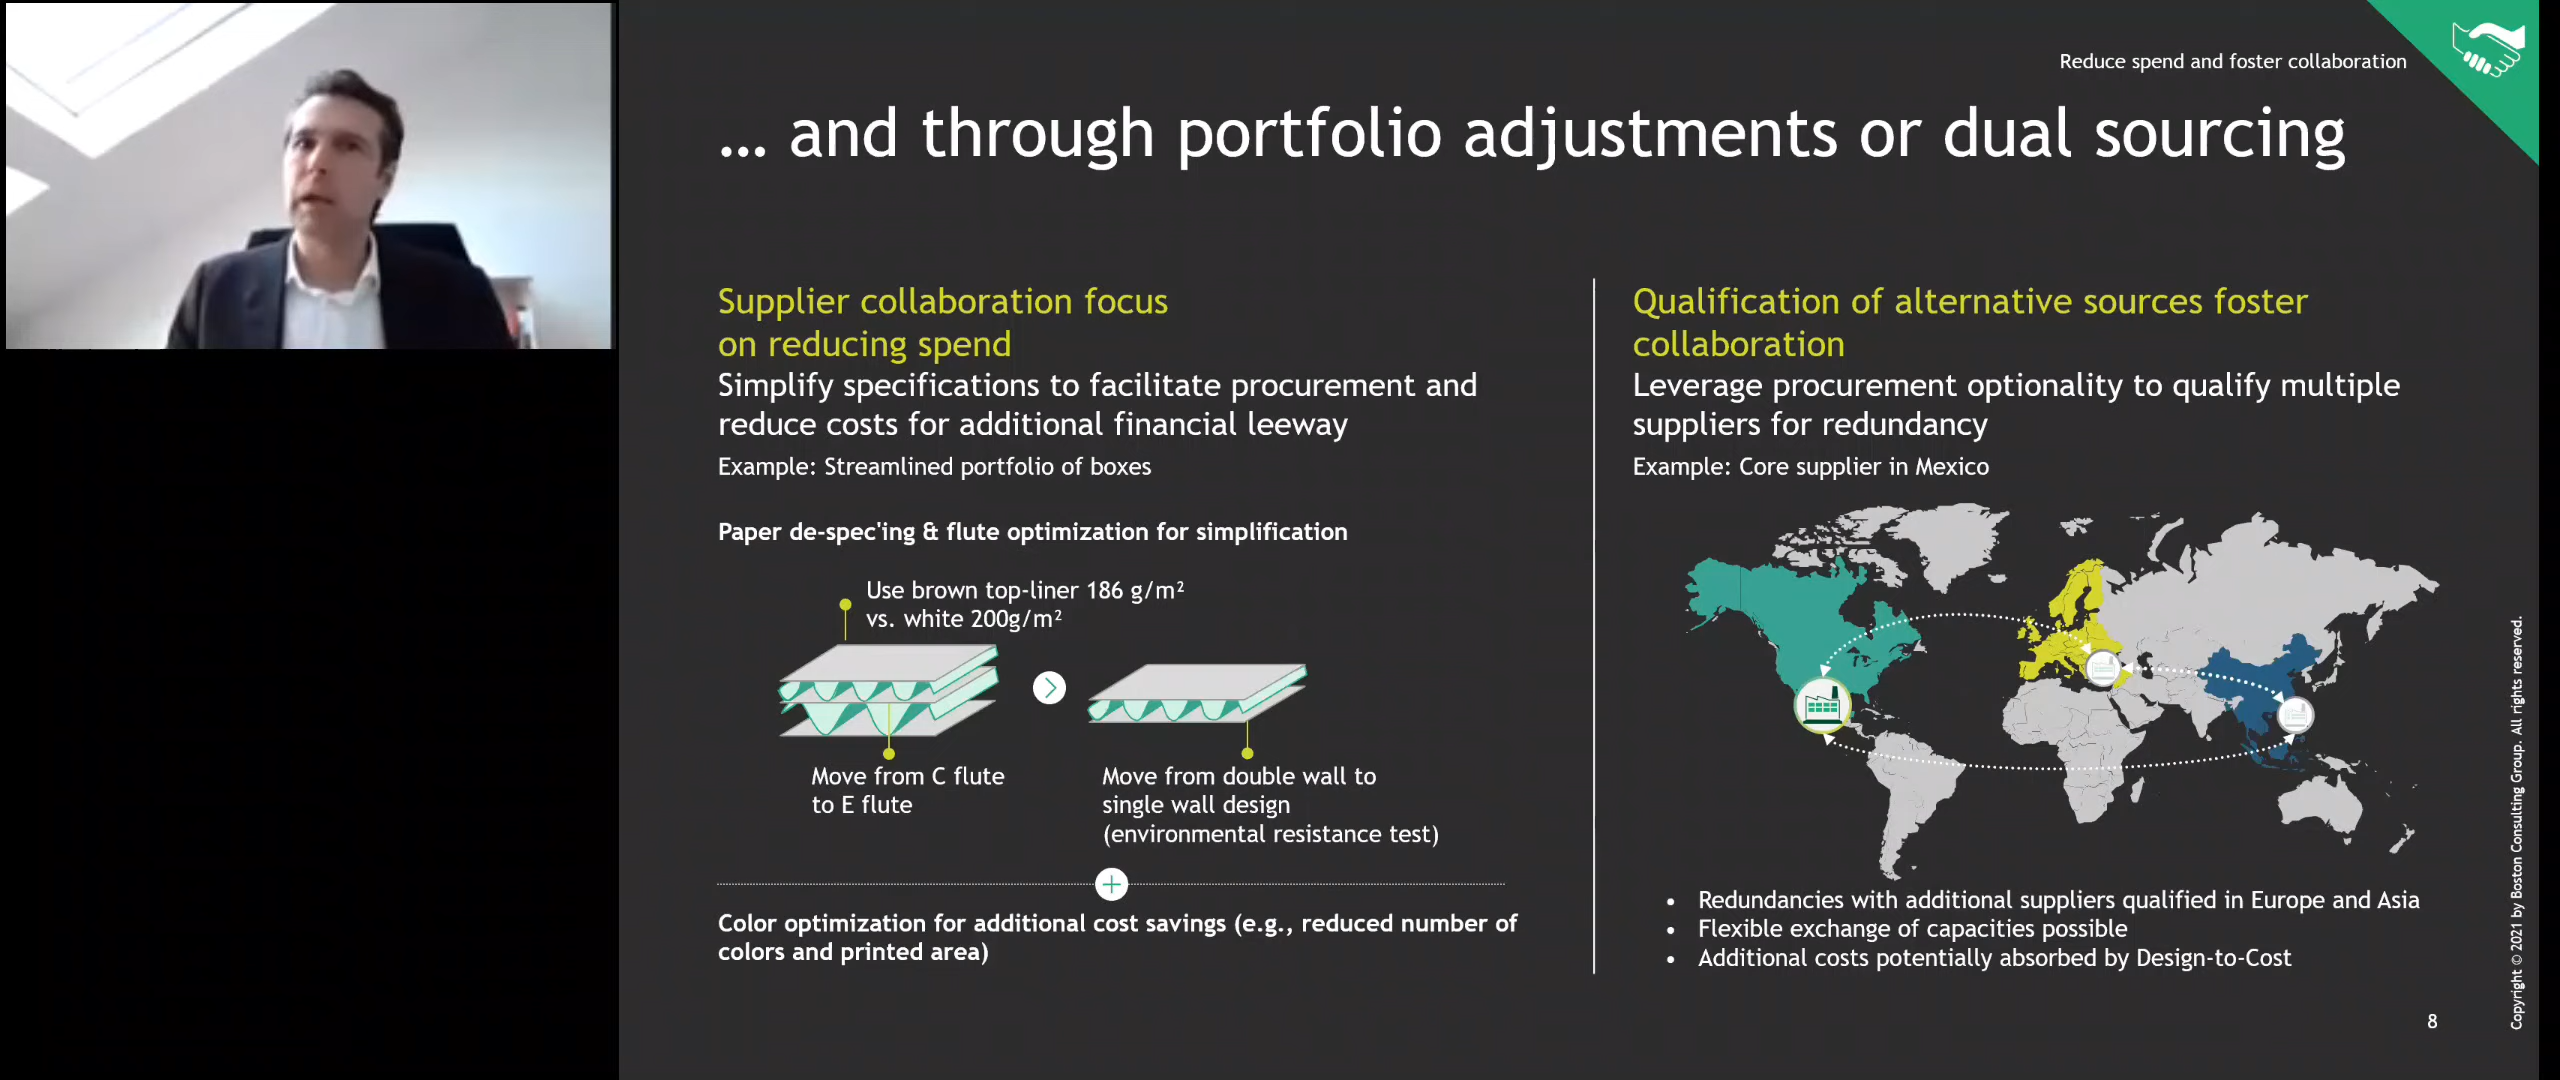 Reduce spend and foster collaboration
... and through portfolio adjustments or dual sourcing
Supplier collaboration focus
on reducing spend
Simplify specifications to facilitate procurement and
reduce costs for additional financial leeway
Example: Streamlined portfolio of boxes
Paper de-spec'ing & flute optimization for simplification
Use brown top-liner 186 g/m²
vs. white 200g/m²
Move from C flute
to E flute
Move from double wall to
single wall design
(environmental resistance test)
Color optimization for additional cost savings (e.g., reduced number of
colors and printed area)
Qualification of alternative sources foster
collaboration
Leverage procurement optionality to qualify multiple
suppliers for redundancy
Example: Core supplier in Mexico
• Redundancies with additional suppliers qualified in Europe and Asia
• Flexible exchange of capacities possible
• Additional costs potentially absorbed by Design-to-Cost
8
Copyright © 2021 by Boston Consulting Group. All rights reserved.